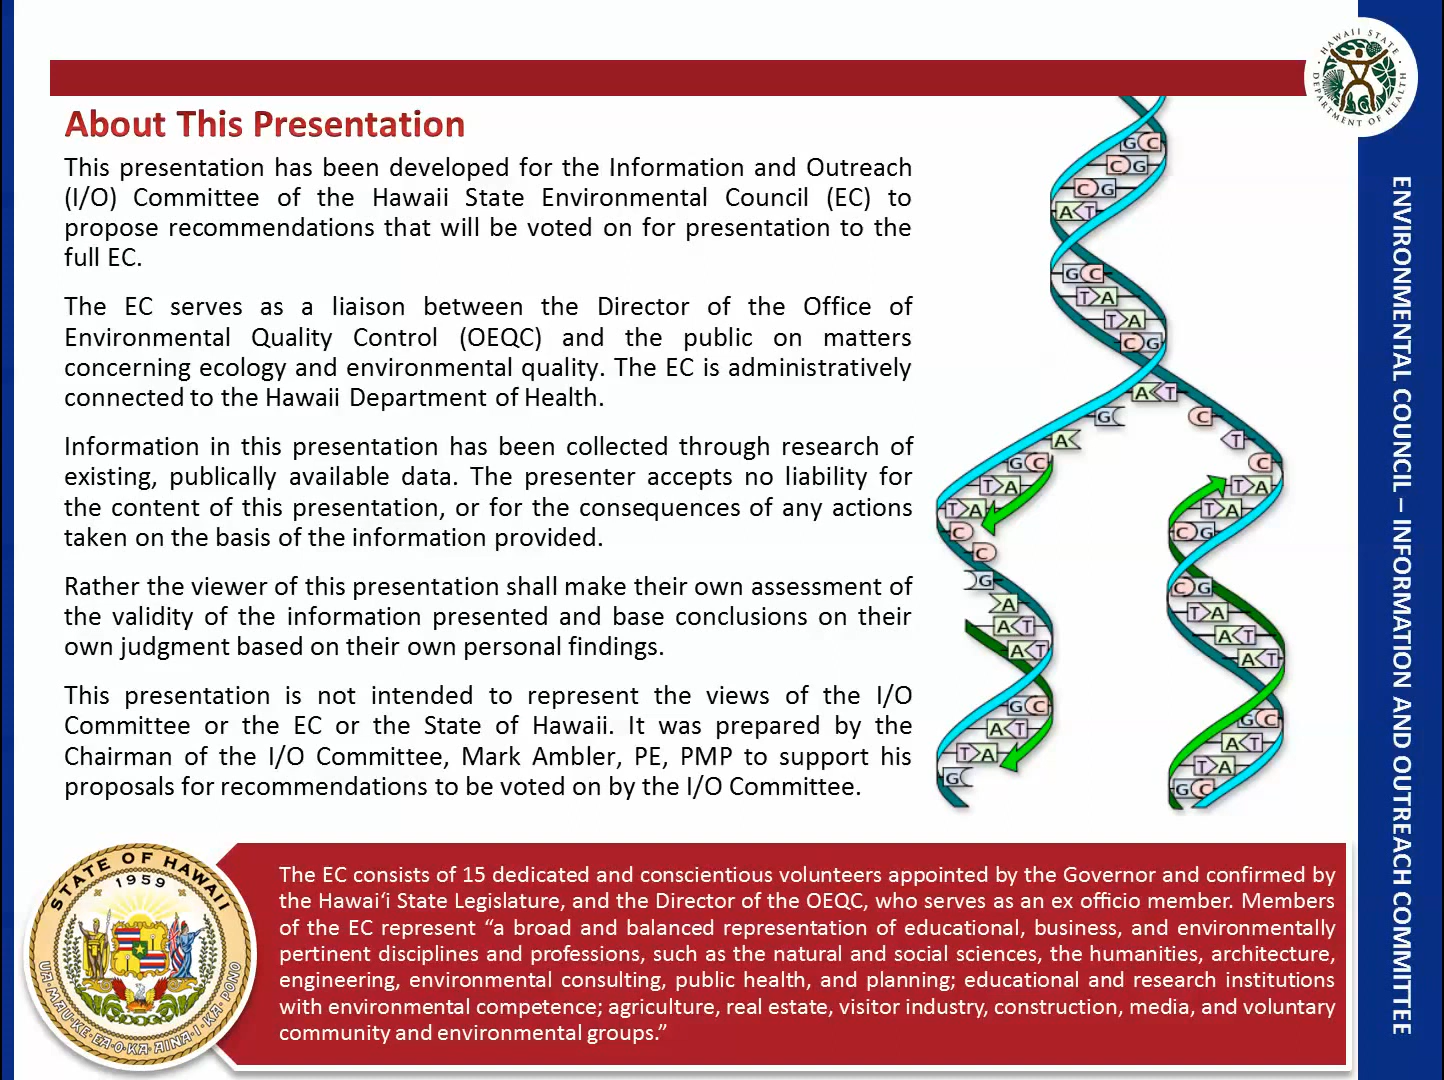 HAWAII STATE
DEPARTMENT OF HEALTH
About This Presentation
This presentation has been developed for the Information and Outreach
(I/O) Committee of the Hawaii State Environmental Council (EC) to
propose recommendations that will be voted on for presentation to the
full EC.
The EC serves as a liaison between the Director of the Office of
Environmental Quality Control (OEQC) and the public on matters
concerning ecology and environmental quality. The EC is administratively
connected to the Hawaii Department of Health.
Information in this presentation has been collected through research of
existing, publically available data. The presenter accepts no liability for
the content of this presentation, or for the consequences of any actions
taken on the basis of the information provided.
Rather the viewer of this presentation shall make their own assessment of
the validity of the information presented and base conclusions on their
own judgment based on their own personal findings.
This presentation is not intended to represent the views of the I/O
Committee or the EC or the State of Hawaii. It was prepared by the
Chairman of the I/O Committee, Mark Ambler, PE, PMP to support his
proposals for recommendations to be voted on by the I/O Committee.
G C
C G
C G
A T
G C
T A
T A
C G
A T
G C
A T
G C C
T A T A
T A T A
C C G
C
G C G
A T A
A T A T
A T A T
G C G C
A T A T
T A T A
G G C
STATE OF HAWAII
1959
UA·MAU·KE·EA·O·KA·AINA·I·KA·PONO
The EC consists of 15 dedicated and conscientious volunteers appointed by the Governor and confirmed by
the Hawai‘i State Legislature, and the Director of the OEQC, who serves as an ex officio member. Members
of the EC represent “a broad and balanced representation of educational, business, and environmentally
pertinent disciplines and professions, such as the natural and social sciences, the humanities, architecture,
engineering, environmental consulting, public health, and planning; educational and research institutions
with environmental competence; agriculture, real estate, visitor industry, construction, media, and voluntary
community and environmental groups.”
ENVIRONMENTAL COUNCIL – INFORMATION AND OUTREACH COMMITTEE